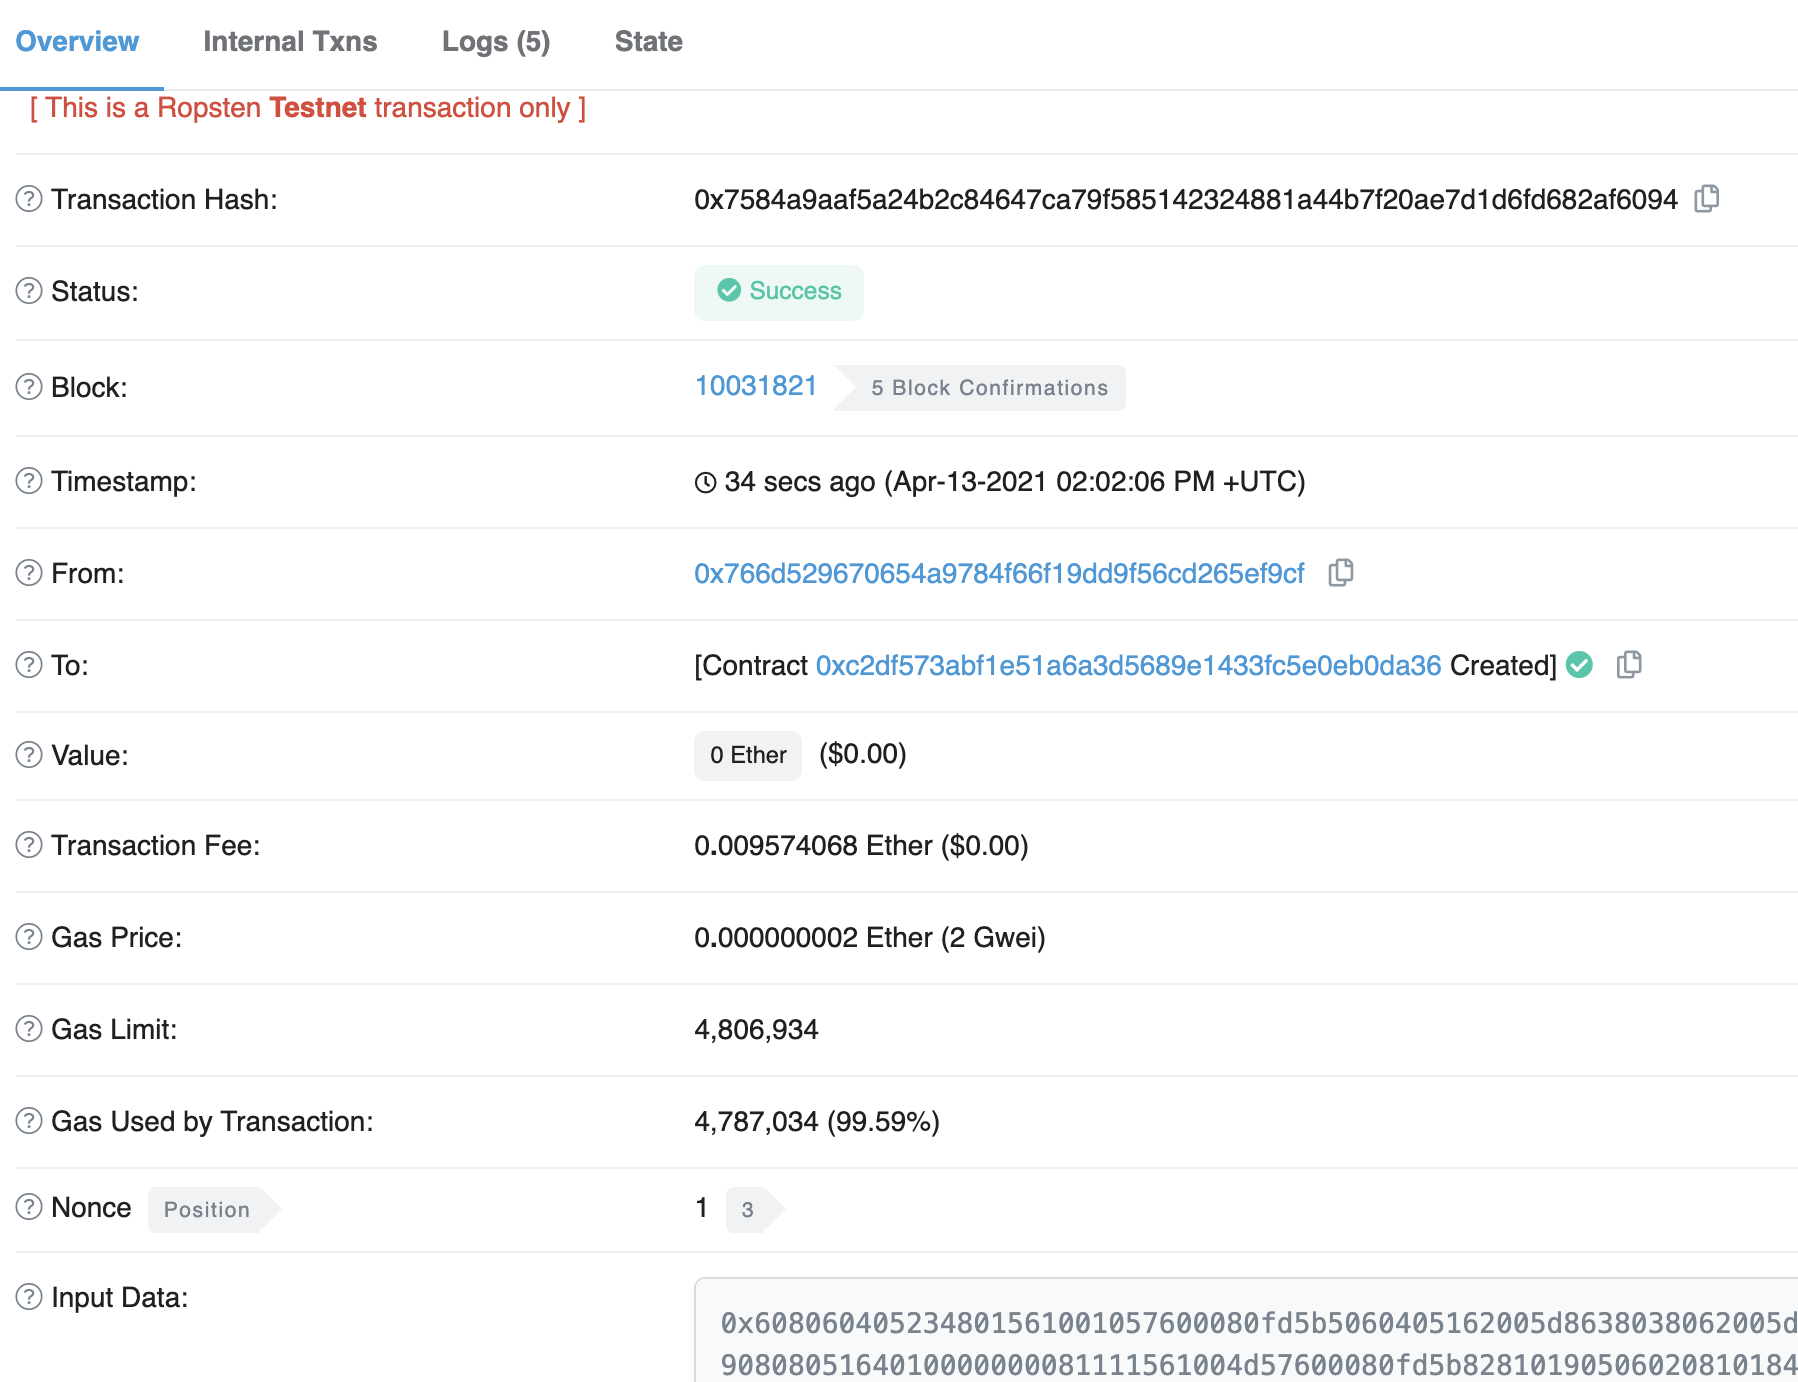 Overview Internal Txns Logs (5) State
[ This is a Ropsten Testnet transaction only ]
Transaction Hash: 0x7584a9aaf5a24b2c84647ca79f585142324881a44b7f20ae7d1d6fd682af6094
Status: Success
Block: 10031821 5 Block Confirmations
Timestamp: 34 secs ago (Apr-13-2021 02:02:06 PM +UTC)
From: 0x766d529670654a9784f66f19dd9f56cd265ef9cf
To: [Contract 0xc2df573abf1e51a6a3d5689e1433fc5e0eb0da36 Created]
Value: 0 Ether ($0.00)
Transaction Fee: 0.009574068 Ether ($0.00)
Gas Price: 0.000000002 Ether (2 Gwei)
Gas Limit: 4,806,934
Gas Used by Transaction: 4,787,034 (99.59%)
Nonce Position 1 3
Input Data: 0x60806040523480156100105760​0080fd5b5060405162005d8638038062005d
908080516401000000008111156​1004d57600080fd5b82810190506020810184